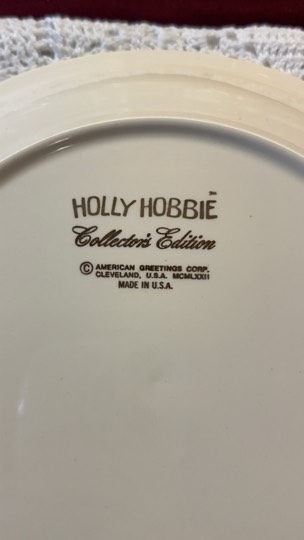 HOLLY HOBBIE™
Collector's Edition
© AMERICAN GREETINGS CORP.
CLEVELAND, U.S.A. MCMLXXII
MADE IN U.S.A.